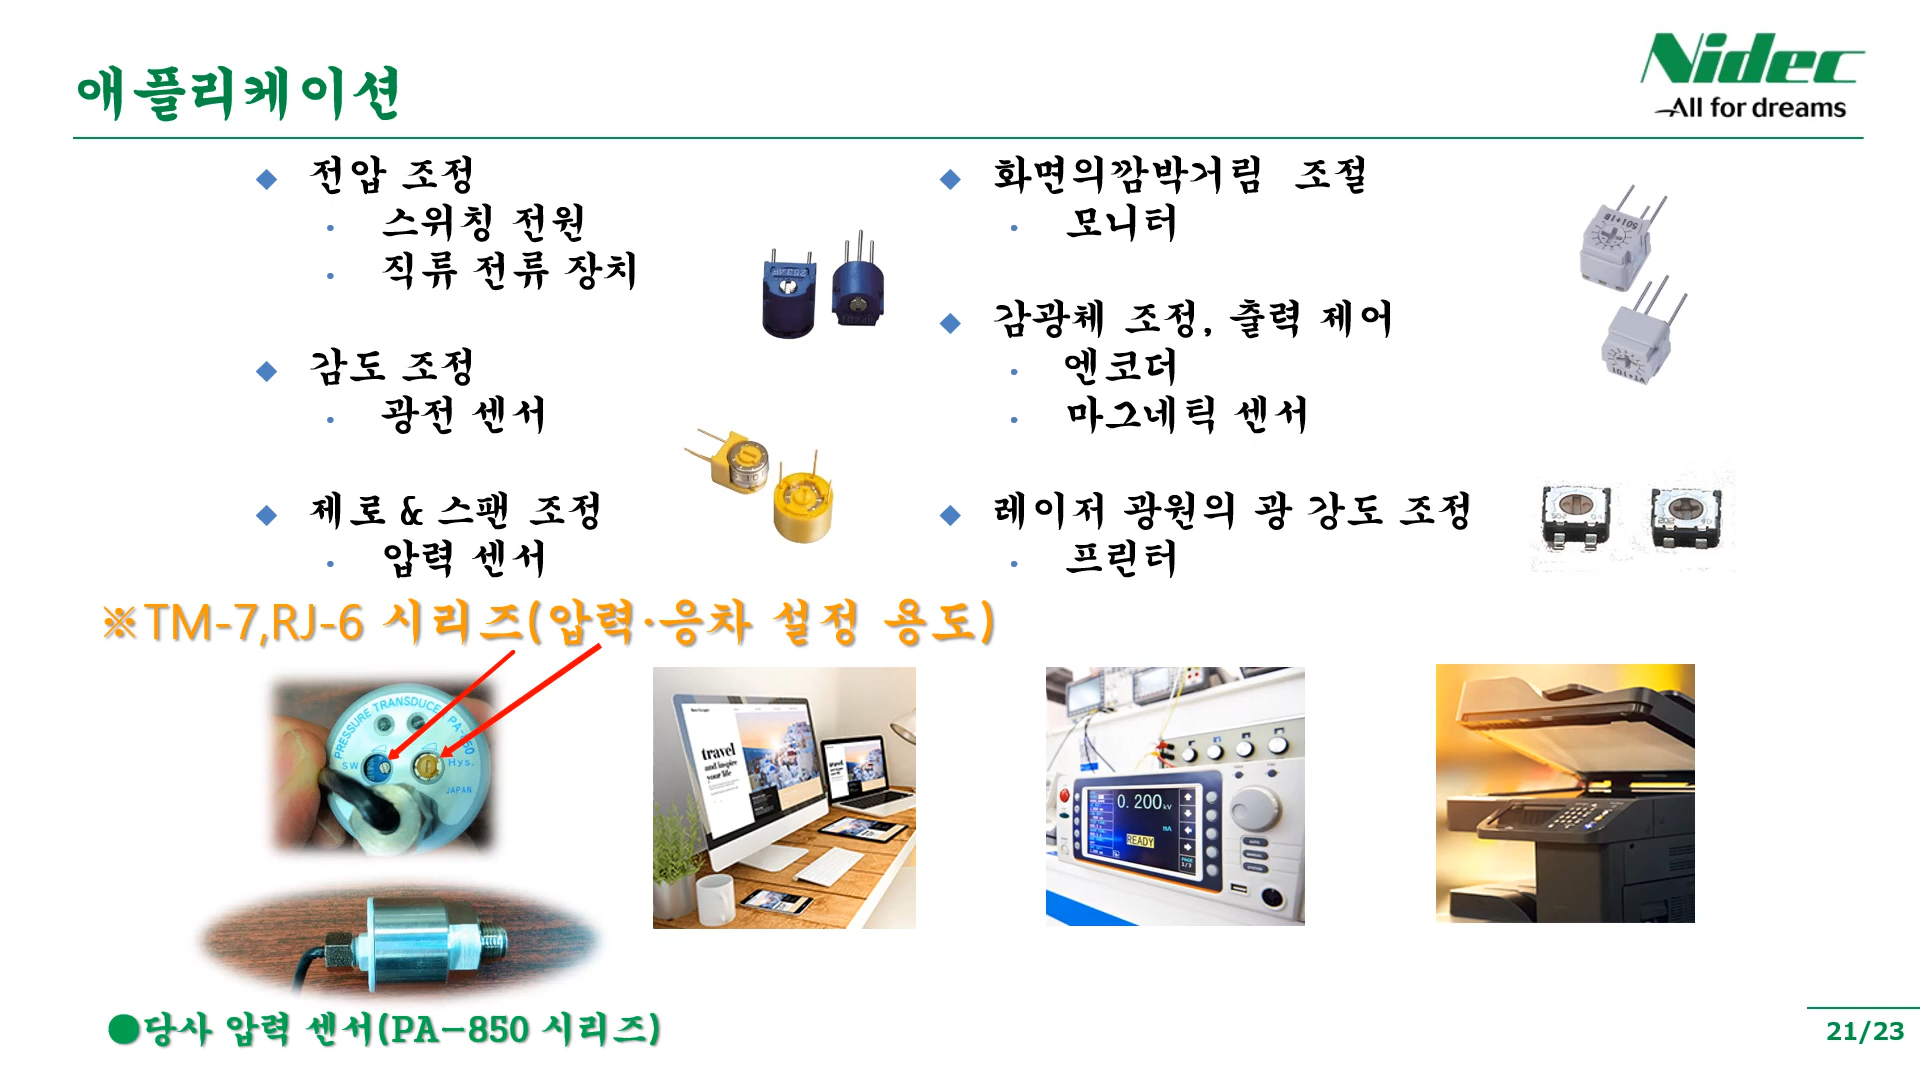 애플리케이션
Nidec
All for dreams
◆ 전압 조정
· 스위칭 전원
· 직류 전류 장치
◆ 감도 조정
· 광전 센서
◆ 제로 & 스팬 조정
· 압력 센서
◆ 화면의깜박거림 조절
· 모니터
◆ 감광체 조정, 출력 제어
· 엔코더
· 마그네틱 센서
◆ 레이저 광원의 광 강도 조정
· 프린터
※TM-7,RJ-6 시리즈(압력·응차 설정 용도)
PRESSURE TRANSDUCER
SW
Hys.
JAPAN
travel
and inspire
your life
0.200 kV
mA
READY
●당사 압력 센서(PA-850 시리즈)
21/23